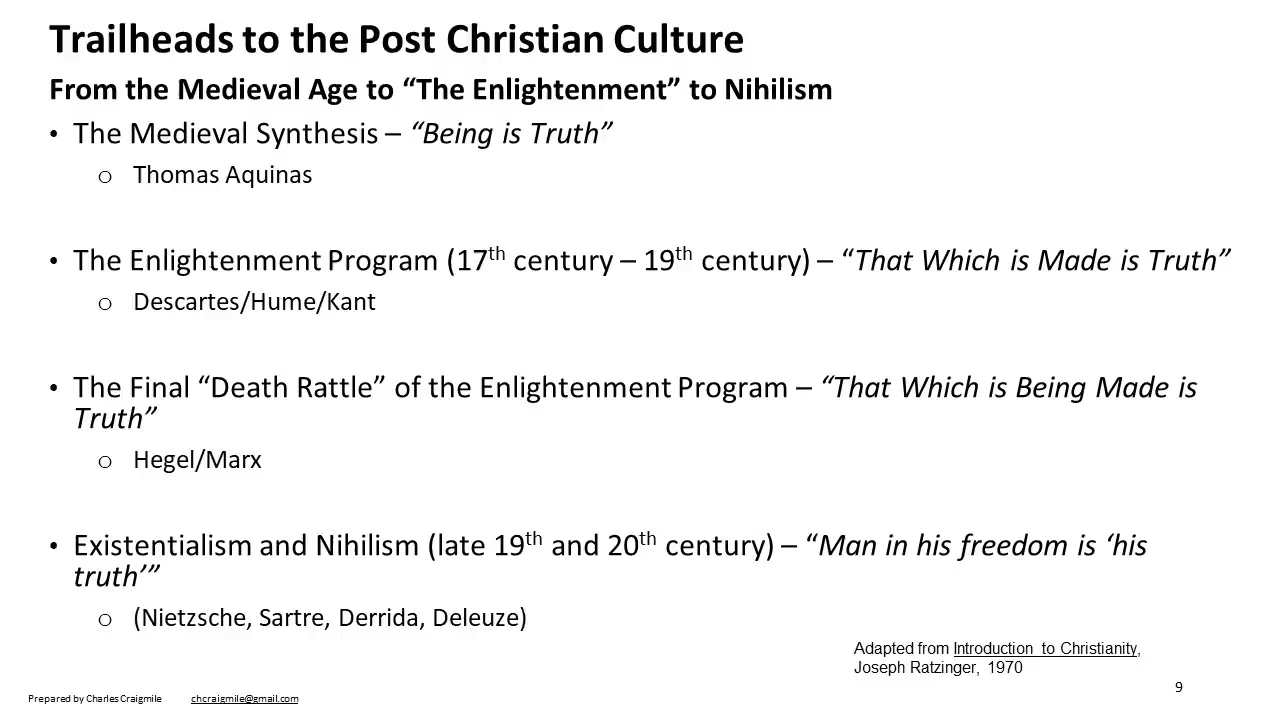 Trailheads to the Post Christian Culture
From the Medieval Age to “The Enlightenment” to Nihilism
• The Medieval Synthesis – “Being is Truth”
o Thomas Aquinas
• The Enlightenment Program (17th century – 19th century) – “That Which is Made is Truth”
o Descartes/Hume/Kant
• The Final “Death Rattle” of the Enlightenment Program – “That Which is Being Made is
Truth”
o Hegel/Marx
• Existentialism and Nihilism (late 19th and 20th century) – “Man in his freedom is ‘his
truth’”
o (Nietzsche, Sartre, Derrida, Deleuze)
Adapted from Introduction to Christianity,
Joseph Ratzinger, 1970
Prepared by Charles Craigmile chcraigmile@gmail.com
9